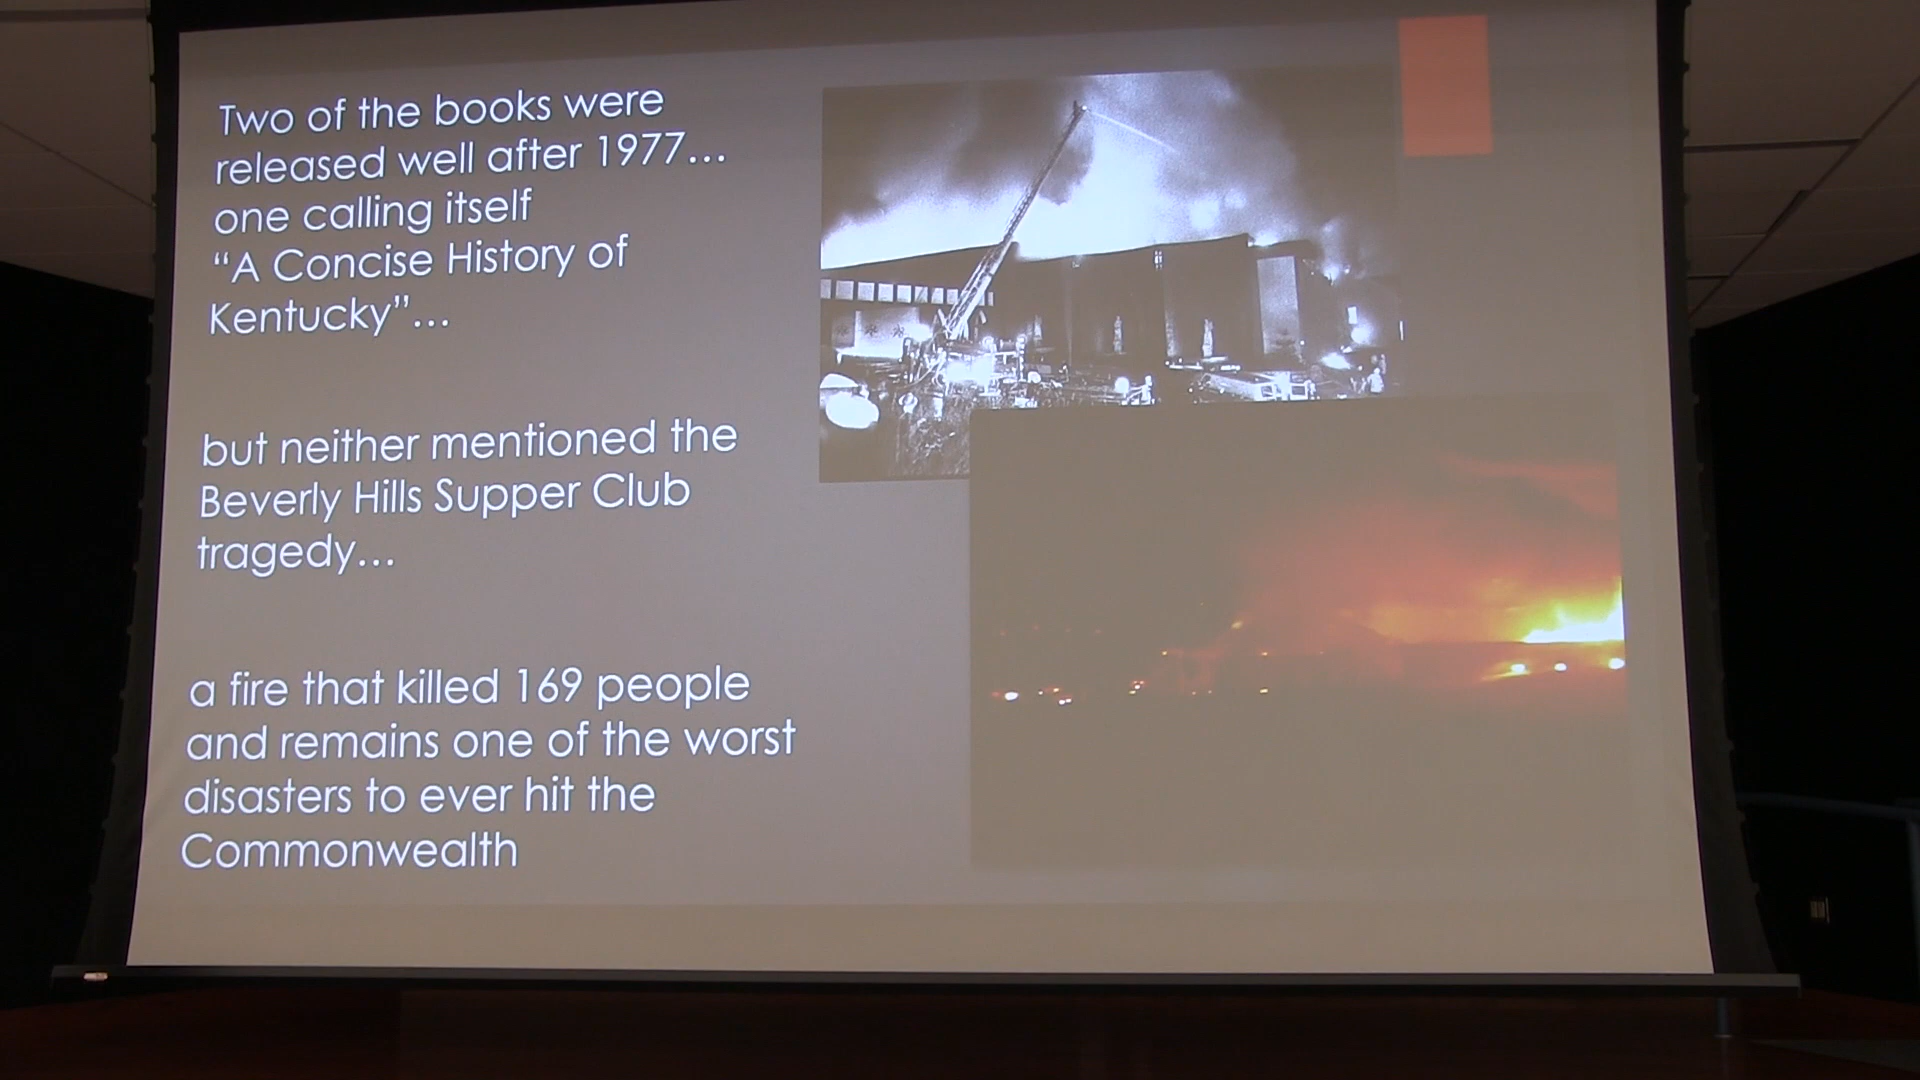 Two of the books were
released well after 1977...
one calling itself
“A Concise History of
Kentucky”...
but neither mentioned the
Beverly Hills Supper Club
tragedy...
a fire that killed 169 people
and remains one of the worst
disasters to ever hit the
Commonwealth